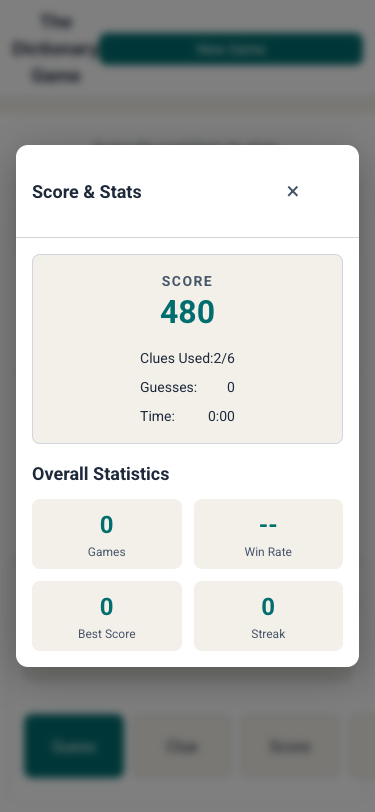 The
Dictionary
Game
New Game
Score & Stats
×
SCORE
480
Clues Used:2/6
Guesses: 0
Time: 0:00
Overall Statistics
0
Games
--
Win Rate
0
Best Score
0
Streak
Game
Clue
Score